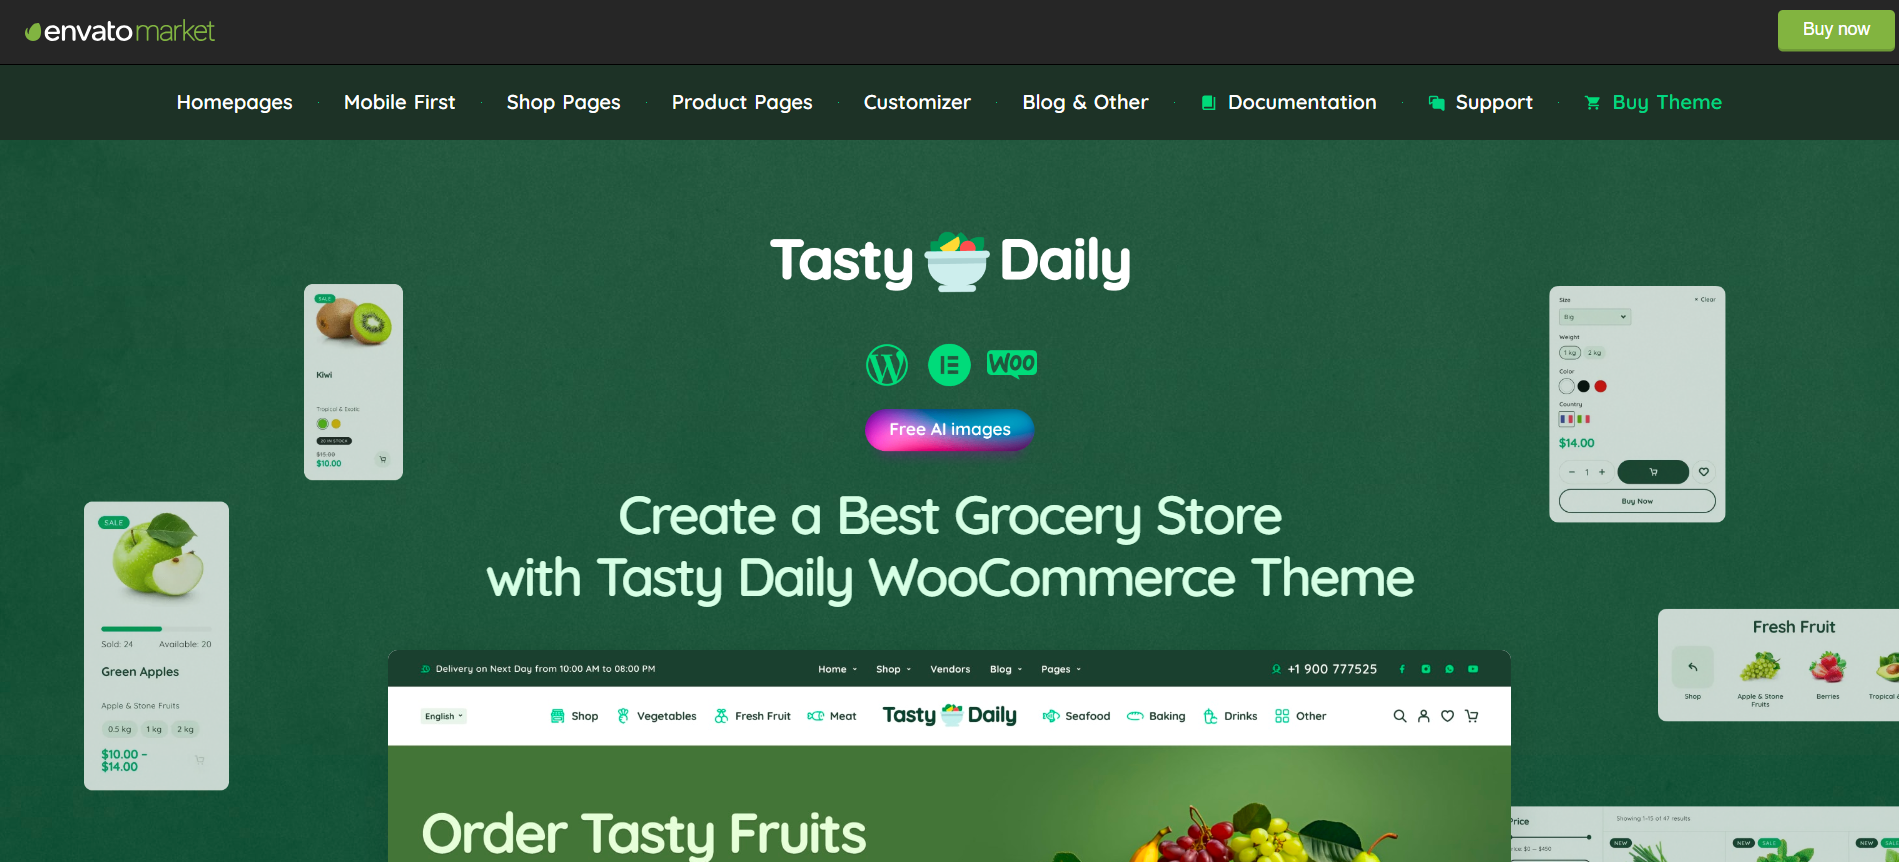 envato market
Buy now
Homepages
Mobile First
Shop Pages
Product Pages
Customizer
Blog & Other
Documentation
Support
Buy Theme
Tasty Daily
Woo
Free AI images
Create a Best Grocery Store
with Tasty Daily WooCommerce Theme
SALE
Kiwi
Tropical & Exotic
20 IN STOCK
$15.00
$10.00
SALE
Sold: 24 Available: 20
Green Apples
Apple & Stone Fruits
0.5 kg 1 kg 2 kg
$10.00 –
$14.00
Size × Clear
Big
Weight
1 kg 2 kg
Color
Country
$14.00
− 1 +
Buy Now
Fresh Fruit
Shop
Apple & Stone
Fruits
Berries
Tropical &
Delivery on Next Day from 10:00 AM to 08:00 PM
Home Shop Vendors Blog Pages
+1 900 777525
English
Shop Vegetables Fresh Fruit Meat
Tasty Daily
Seafood Baking Drinks Other
Order Tasty Fruits
Price
Price: $0 — $490
Showing 1–15 of 47 results
NEW
NEW SALE
NEW